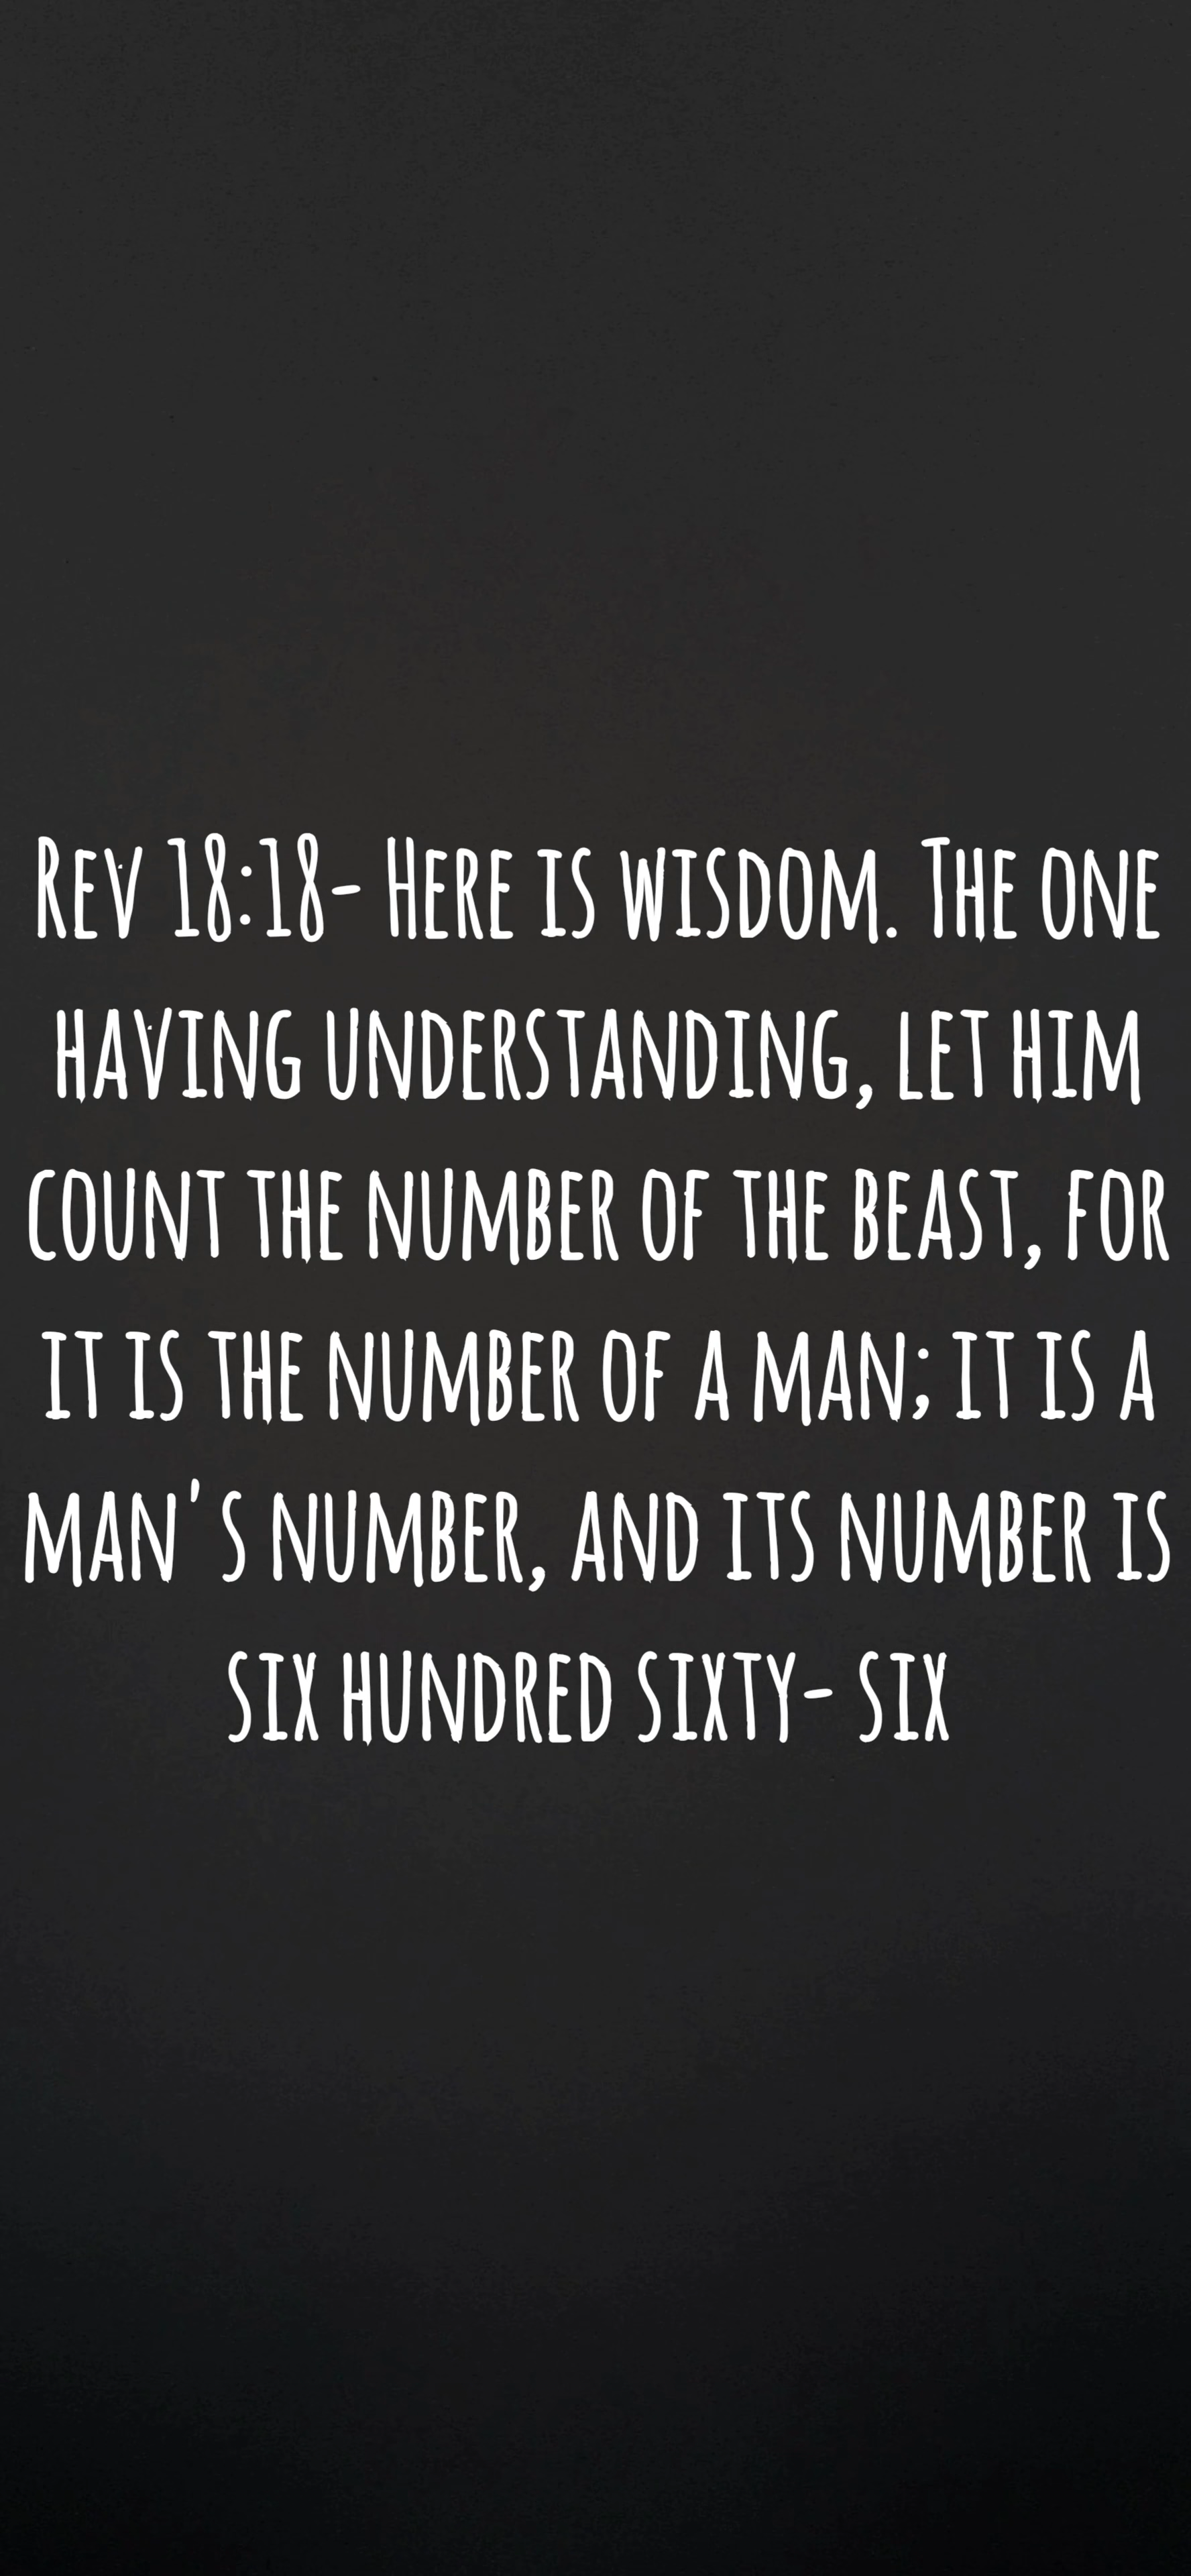 Rev 18:18- Here is wisdom. The one
having understanding, let him
count the number of the beast, for
it is the number of a man; it is a
man's number, and its number is
six hundred sixty- six